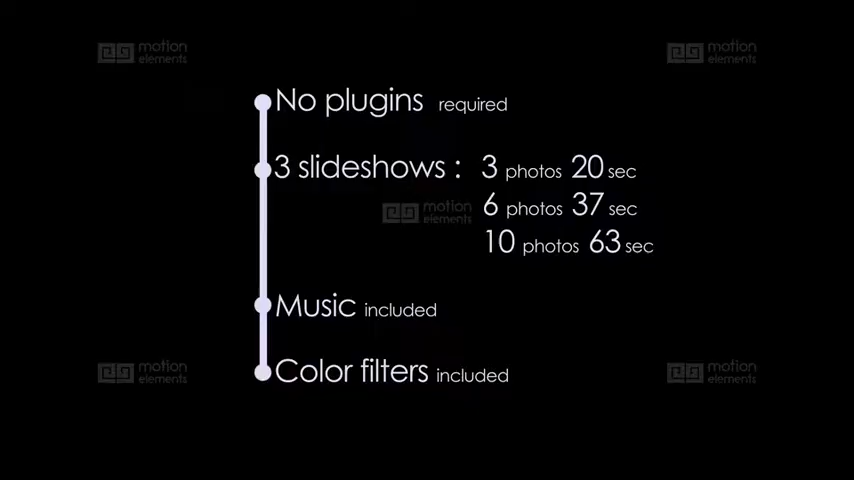 motion elements motion elements
No plugins required
3 slideshows : 3 photos 20 sec
6 photos 37 sec
motion elements
10 photos 63 sec
Music included
motion elements motion elements
Color filters included